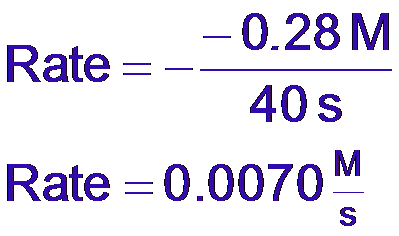 Rate = - -0.28 M / 40 s
Rate = 0.0070 M/s